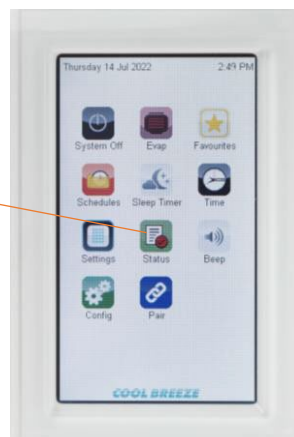 Thursday 14 Jul 2022 2:49 PM
System Off Evap Favourites
Schedules Sleep Timer Time
Settings Status Beep
Config Pair
COOL BREEZE